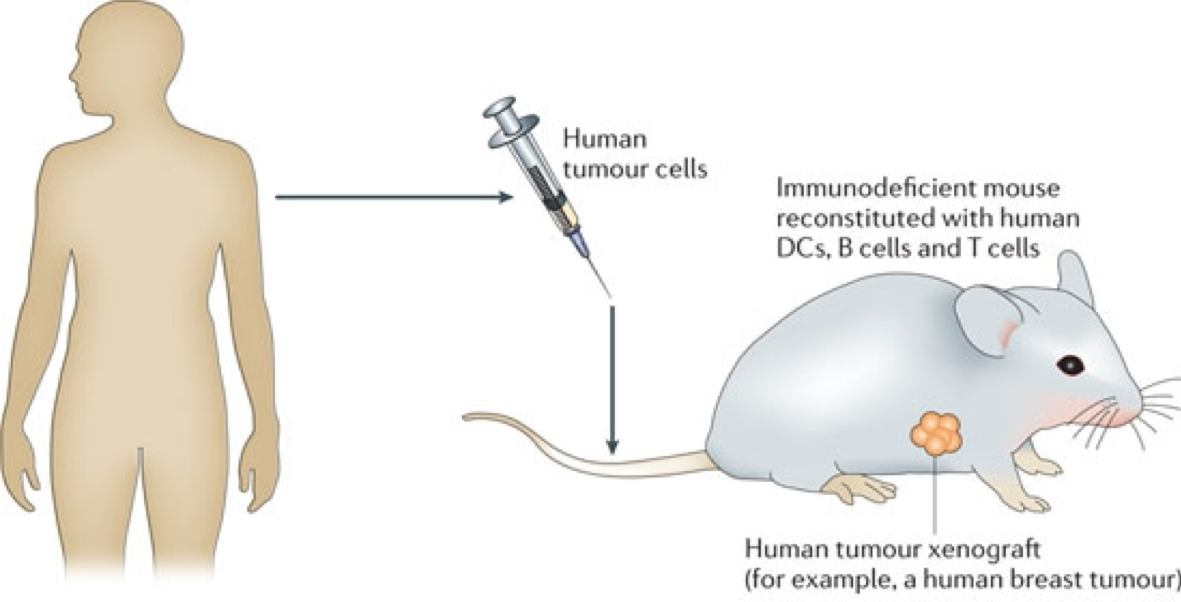 Human
tumour cells
Immunodeficient mouse
reconstituted with human
DCs, B cells and T cells
Human tumour xenograft
(for example, a human breast tumour)